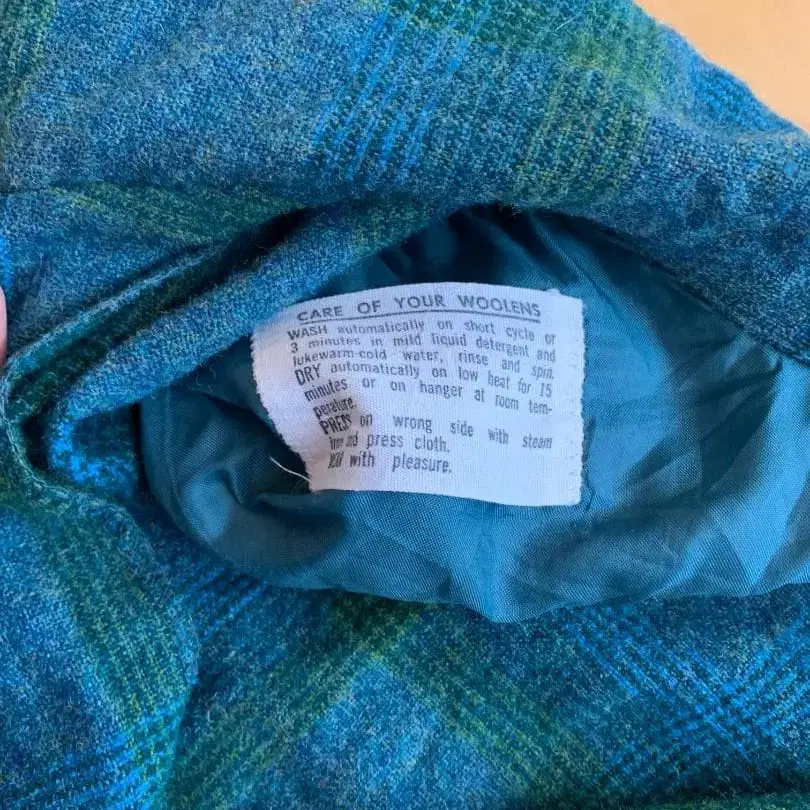 CARE OF YOUR WOOLENS
WASH automatically on short cycle or
3 minutes in mild liquid detergent and
lukewarm-cold water, rinse and spin.
DRY automatically on low heat for 15
minutes or on hanger at room tem-
perature.
PRESS on wrong side with steam
and press cloth.
with pleasure.